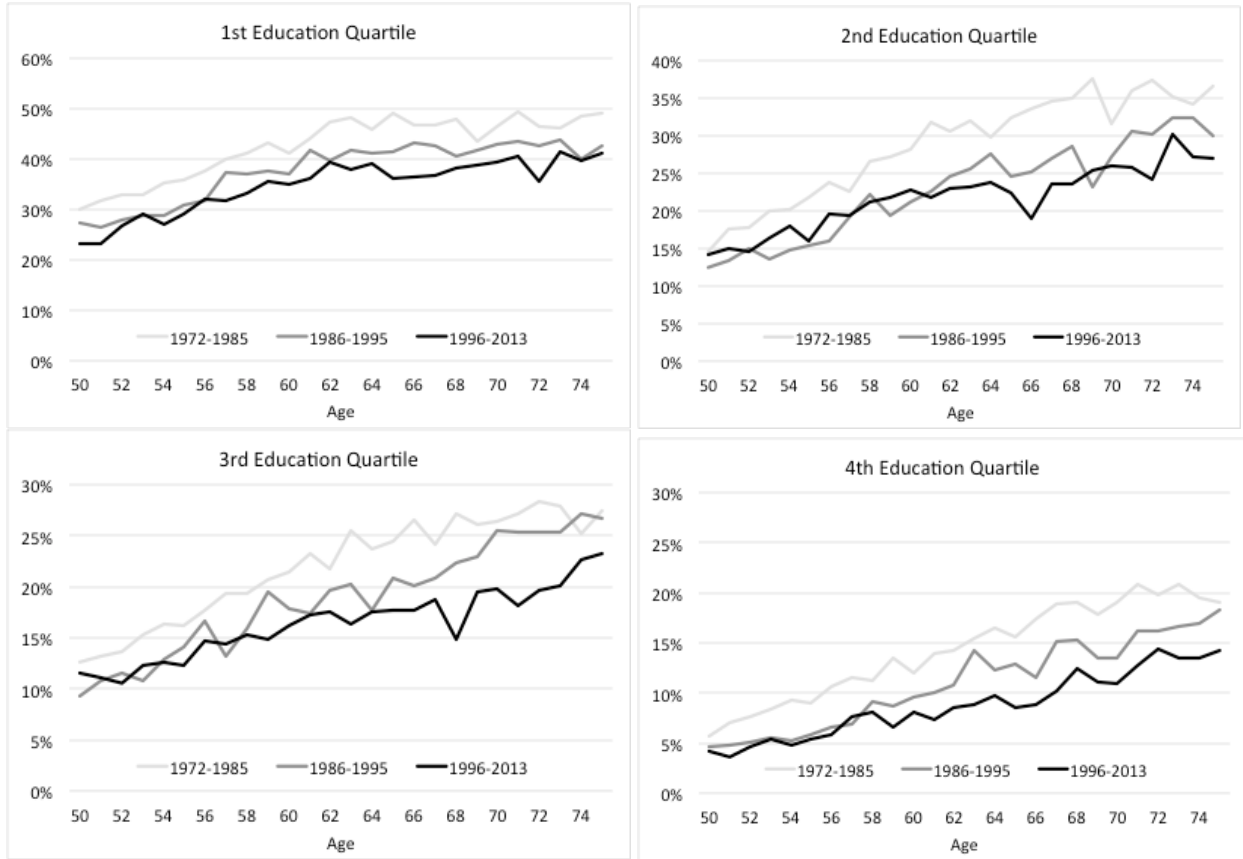 1st Education Quartile
60%
50%
40%
30%
20%
10%
0%
1972-1985 1986-1995 1996-2013
50 52 54 56 58 60 62 64 66 68 70 72 74
Age
2nd Education Quartile
40%
35%
30%
25%
20%
15%
10%
5%
0%
1972-1985 1986-1995 1996-2013
50 52 54 56 58 60 62 64 66 68 70 72 74
Age
3rd Education Quartile
30%
25%
20%
15%
10%
5%
0%
1972-1985 1986-1995 1996-2013
50 52 54 56 58 60 62 64 66 68 70 72 74
Age
4th Education Quartile
30%
25%
20%
15%
10%
5%
0%
1972-1985 1986-1995 1996-2013
50 52 54 56 58 60 62 64 66 68 70 72 74
Age